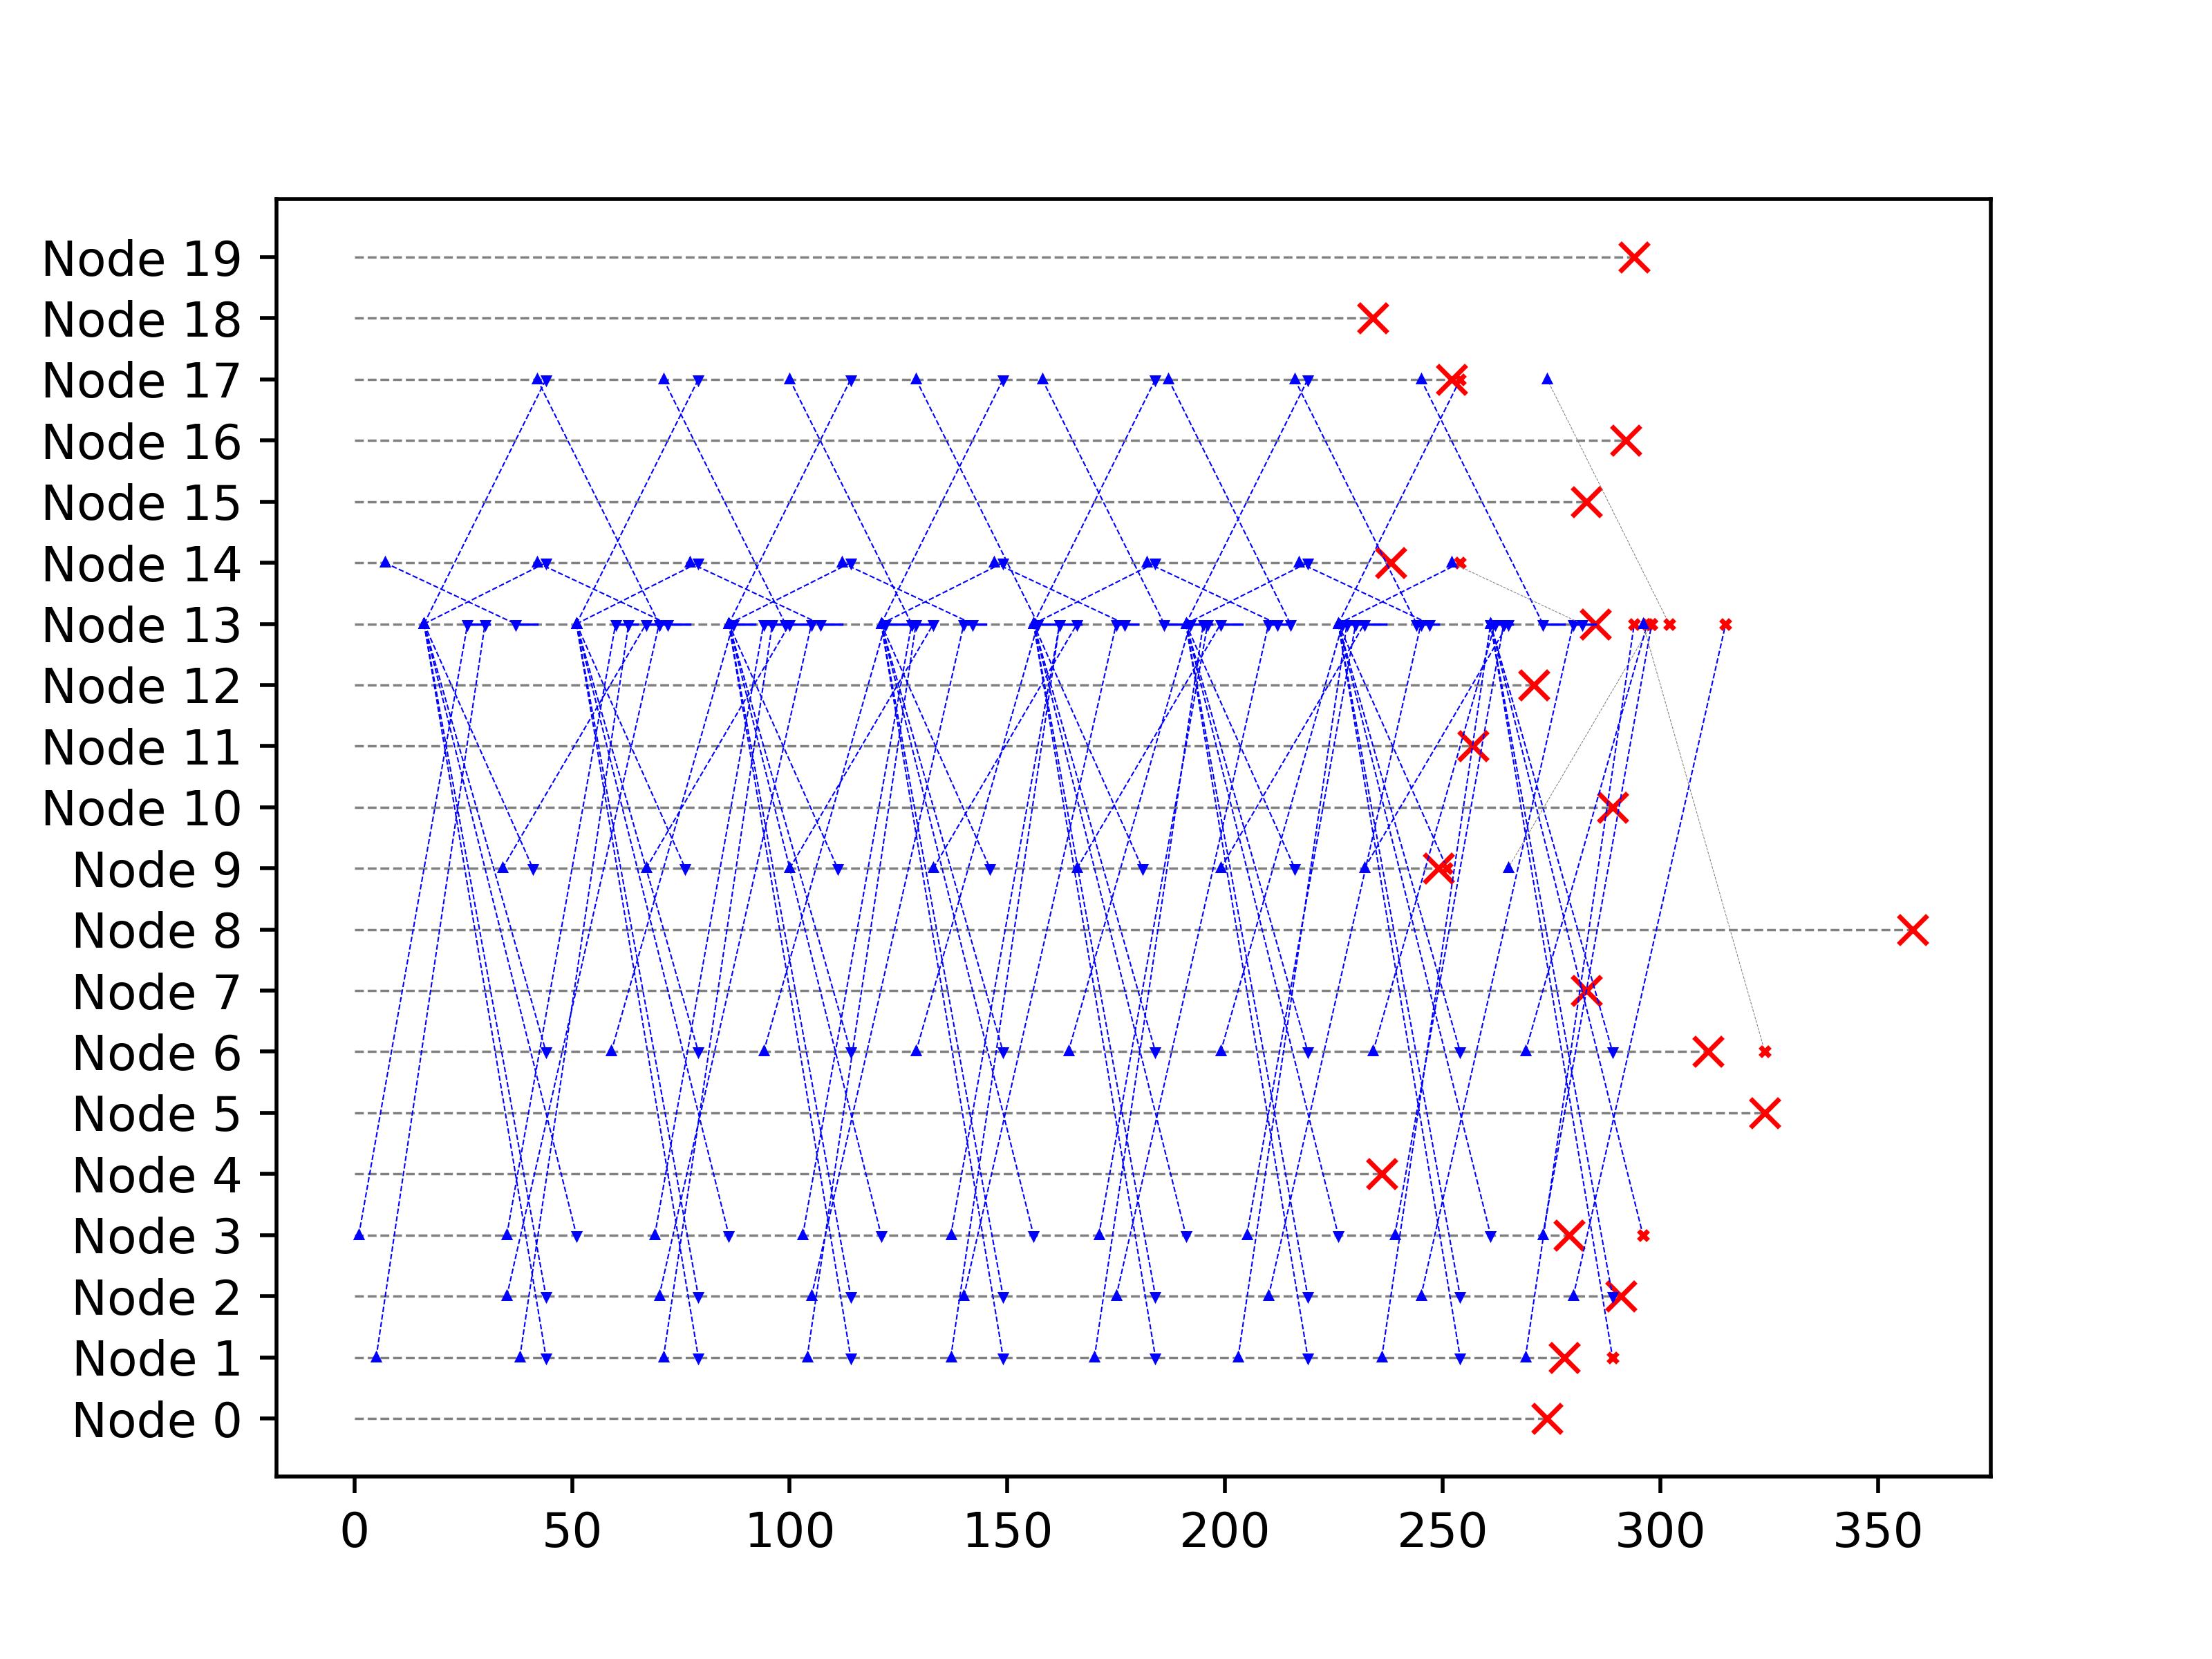 Node 19
Node 18
Node 17
Node 16
Node 15
Node 14
Node 13
Node 12
Node 11
Node 10
Node 9
Node 8
Node 7
Node 6
Node 5
Node 4
Node 3
Node 2
Node 1
Node 0
0 50 100 150 200 250 300 350